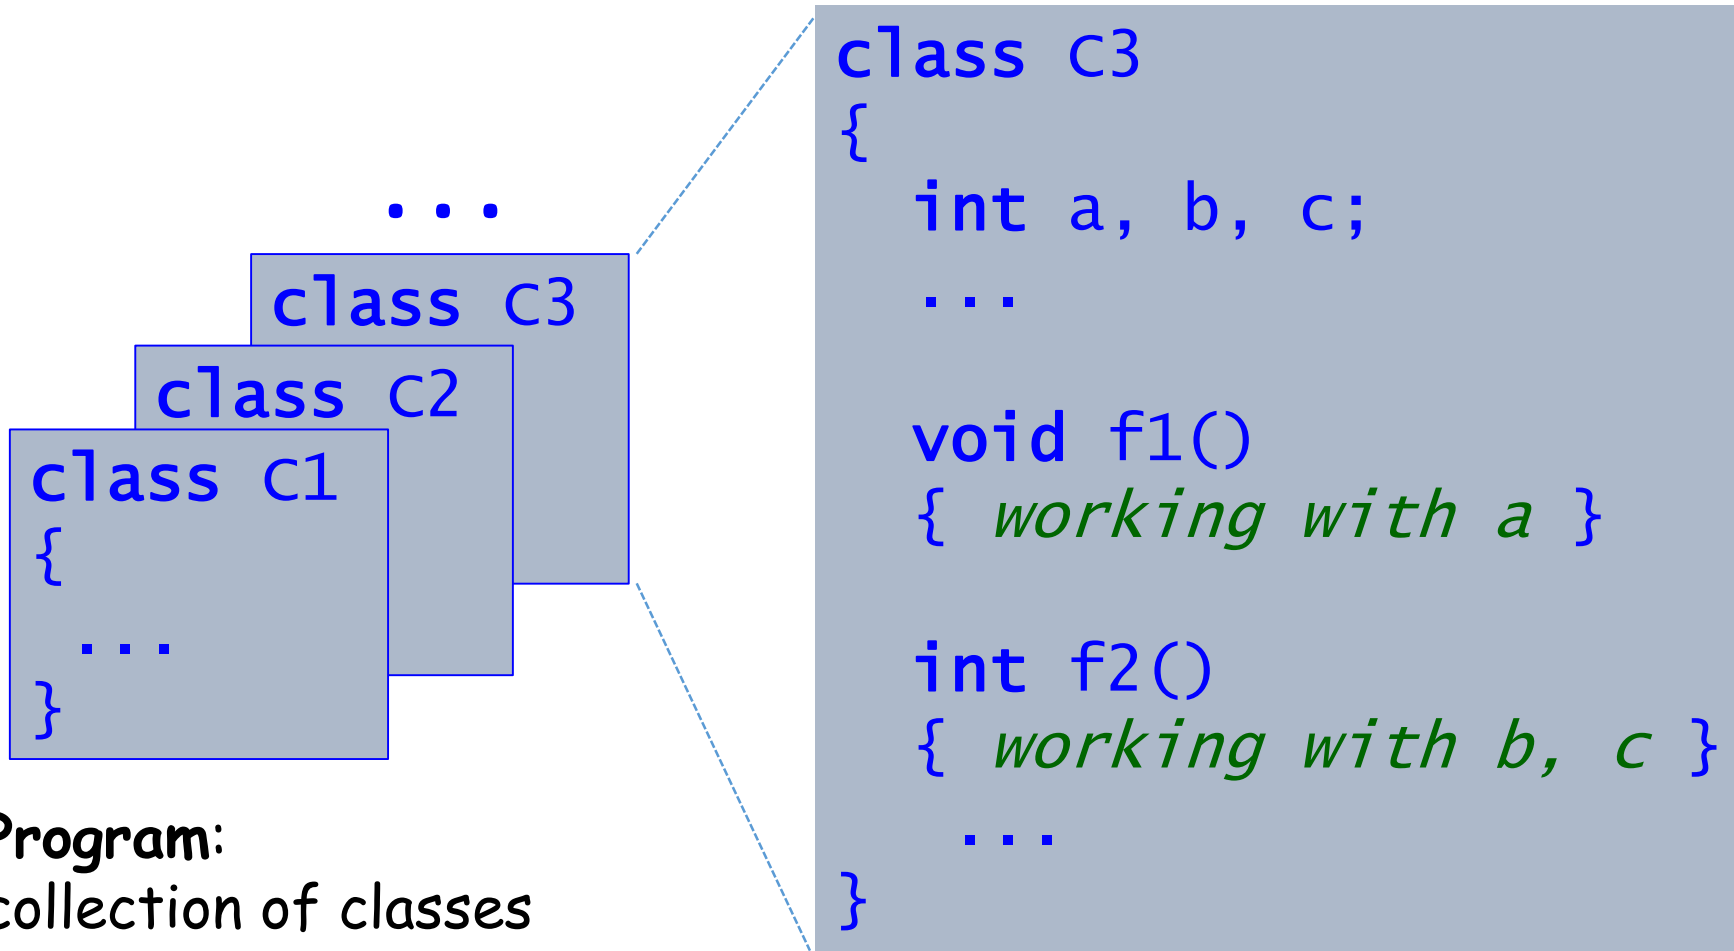 ...
class C3
class C2
class C1
{
...
}
Program:
collection of classes
class C3
{
int a, b, c;
...
void f1()
{ working with a }
int f2()
{ working with b, c }
...
}